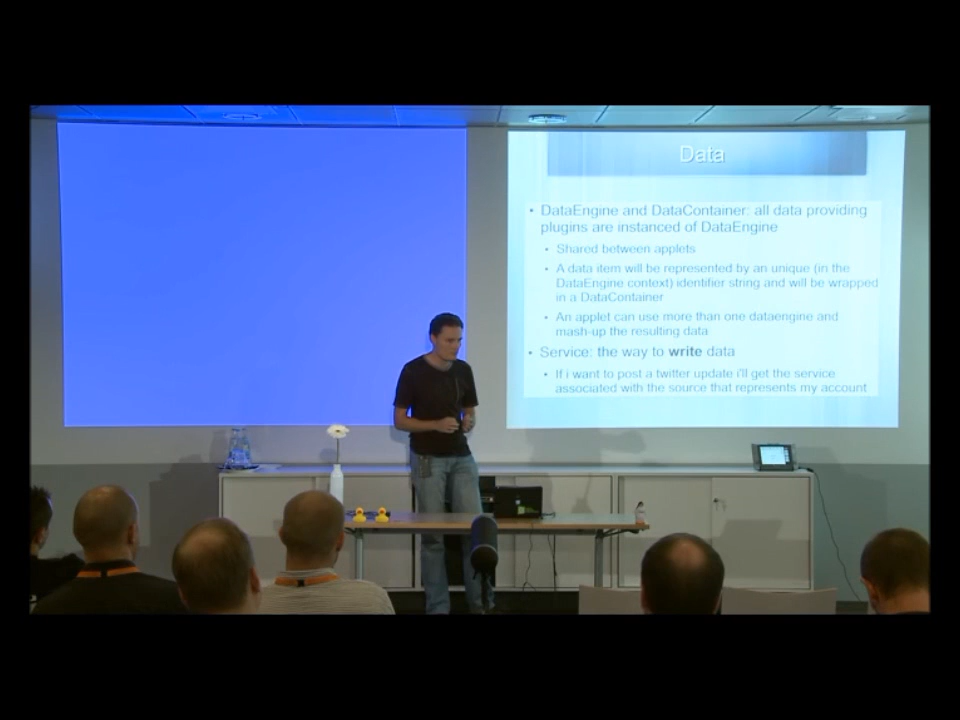 Data
• DataEngine and DataContainer: all data providing
plugins are instanced of DataEngine
• Shared between applets
• A data item will be represented by an unique (in the
DataEngine context) identifier string and will be wrapped
in a DataContainer
• An applet can use more than one dataengine and
mash-up the resulting data
• Service: the way to write data
• If i want to post a twitter update i'll get the service
associated with the source that represents my account